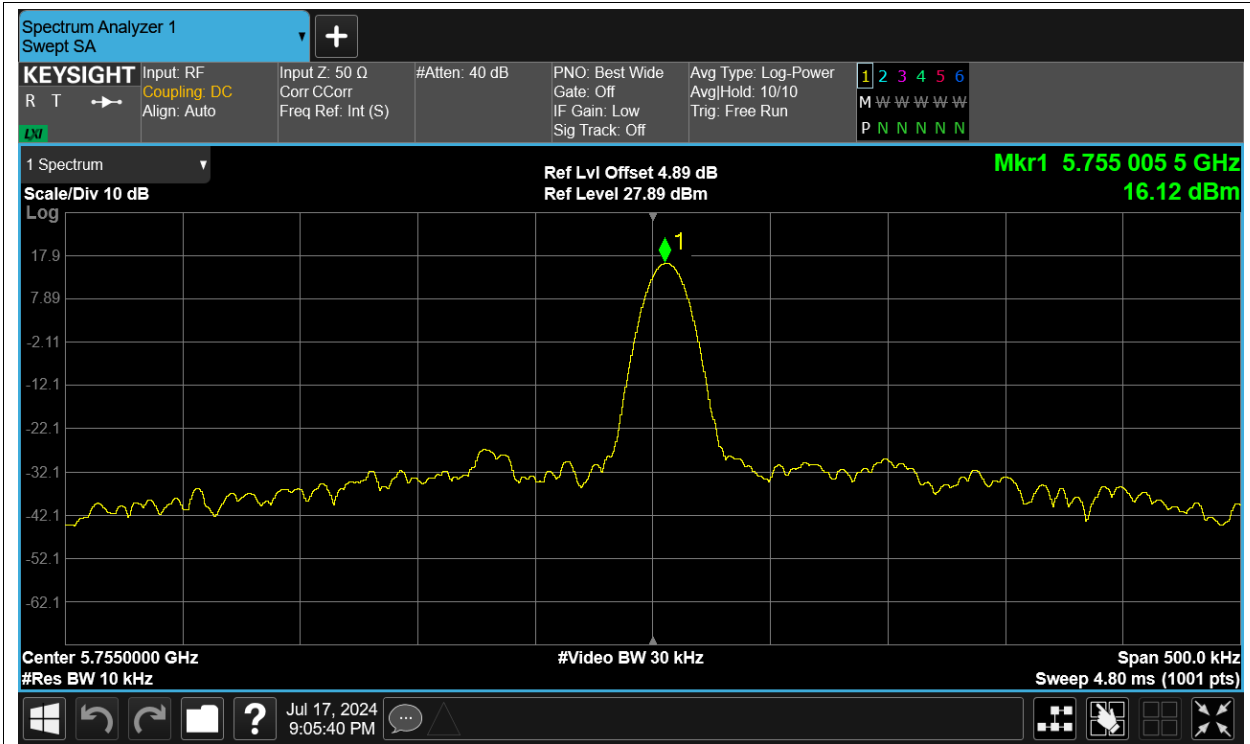 Spectrum Analyzer 1
Swept SA
KEYSIGHT
R T
LXI
Input: RF
Coupling: DC
Align: Auto
Input Z: 50 Ω
Corr CCorr
Freq Ref: Int (S)
#Atten: 40 dB
PNO: Best Wide
Gate: Off
IF Gain: Low
Sig Track: Off
Avg Type: Log-Power
Avg|Hold: 10/10
Trig: Free Run
1 2 3 4 5 6
M W W W W W
P N N N N N
1 Spectrum
Scale/Div 10 dB
Log
Ref Lvl Offset 4.89 dB
Ref Level 27.89 dBm
Mkr1 5.755 005 5 GHz
16.12 dBm
1
17.9
7.89
-2.11
-12.1
-22.1
-32.1
-42.1
-52.1
-62.1
Center 5.7550000 GHz
#Res BW 10 kHz
#Video BW 30 kHz
Span 500.0 kHz
Sweep 4.80 ms (1001 pts)
?
Jul 17, 2024
9:05:40 PM